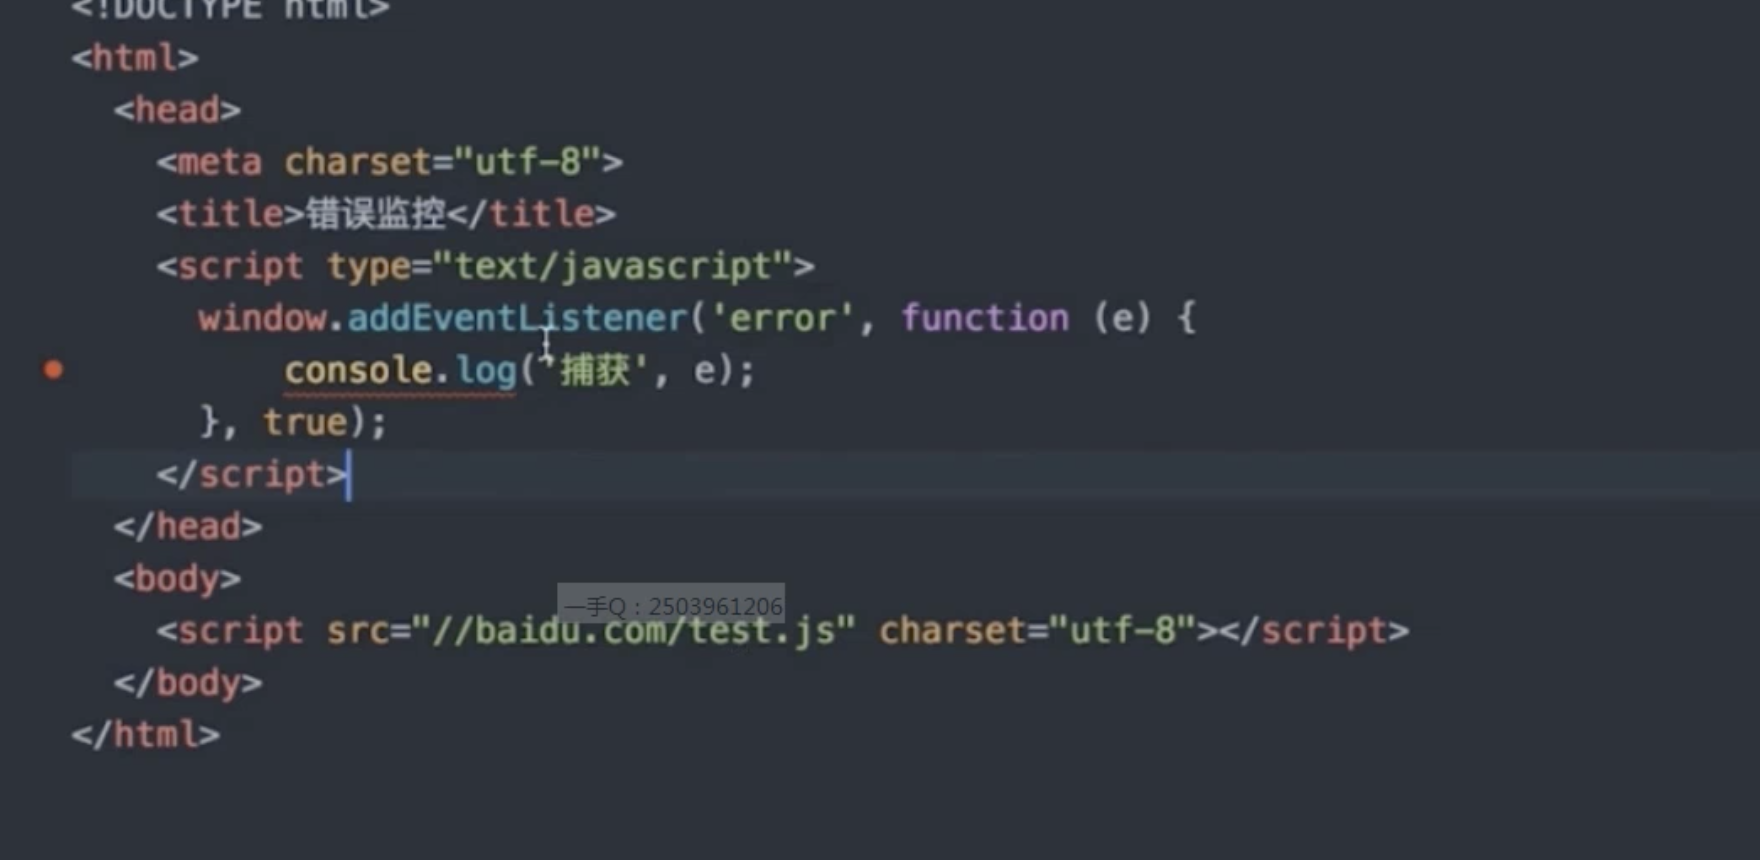 <!DOCTYPE html>
<html>
<head>
<meta charset="utf-8">
<title>错误监控</title>
<script type="text/javascript">
window.addEventListener('error', function (e) {
console.log('捕获', e);
}, true);
</script>
</head>
<body>
一手Q：2503961206
<script src="//baidu.com/test.js" charset="utf-8"></script>
</body>
</html>